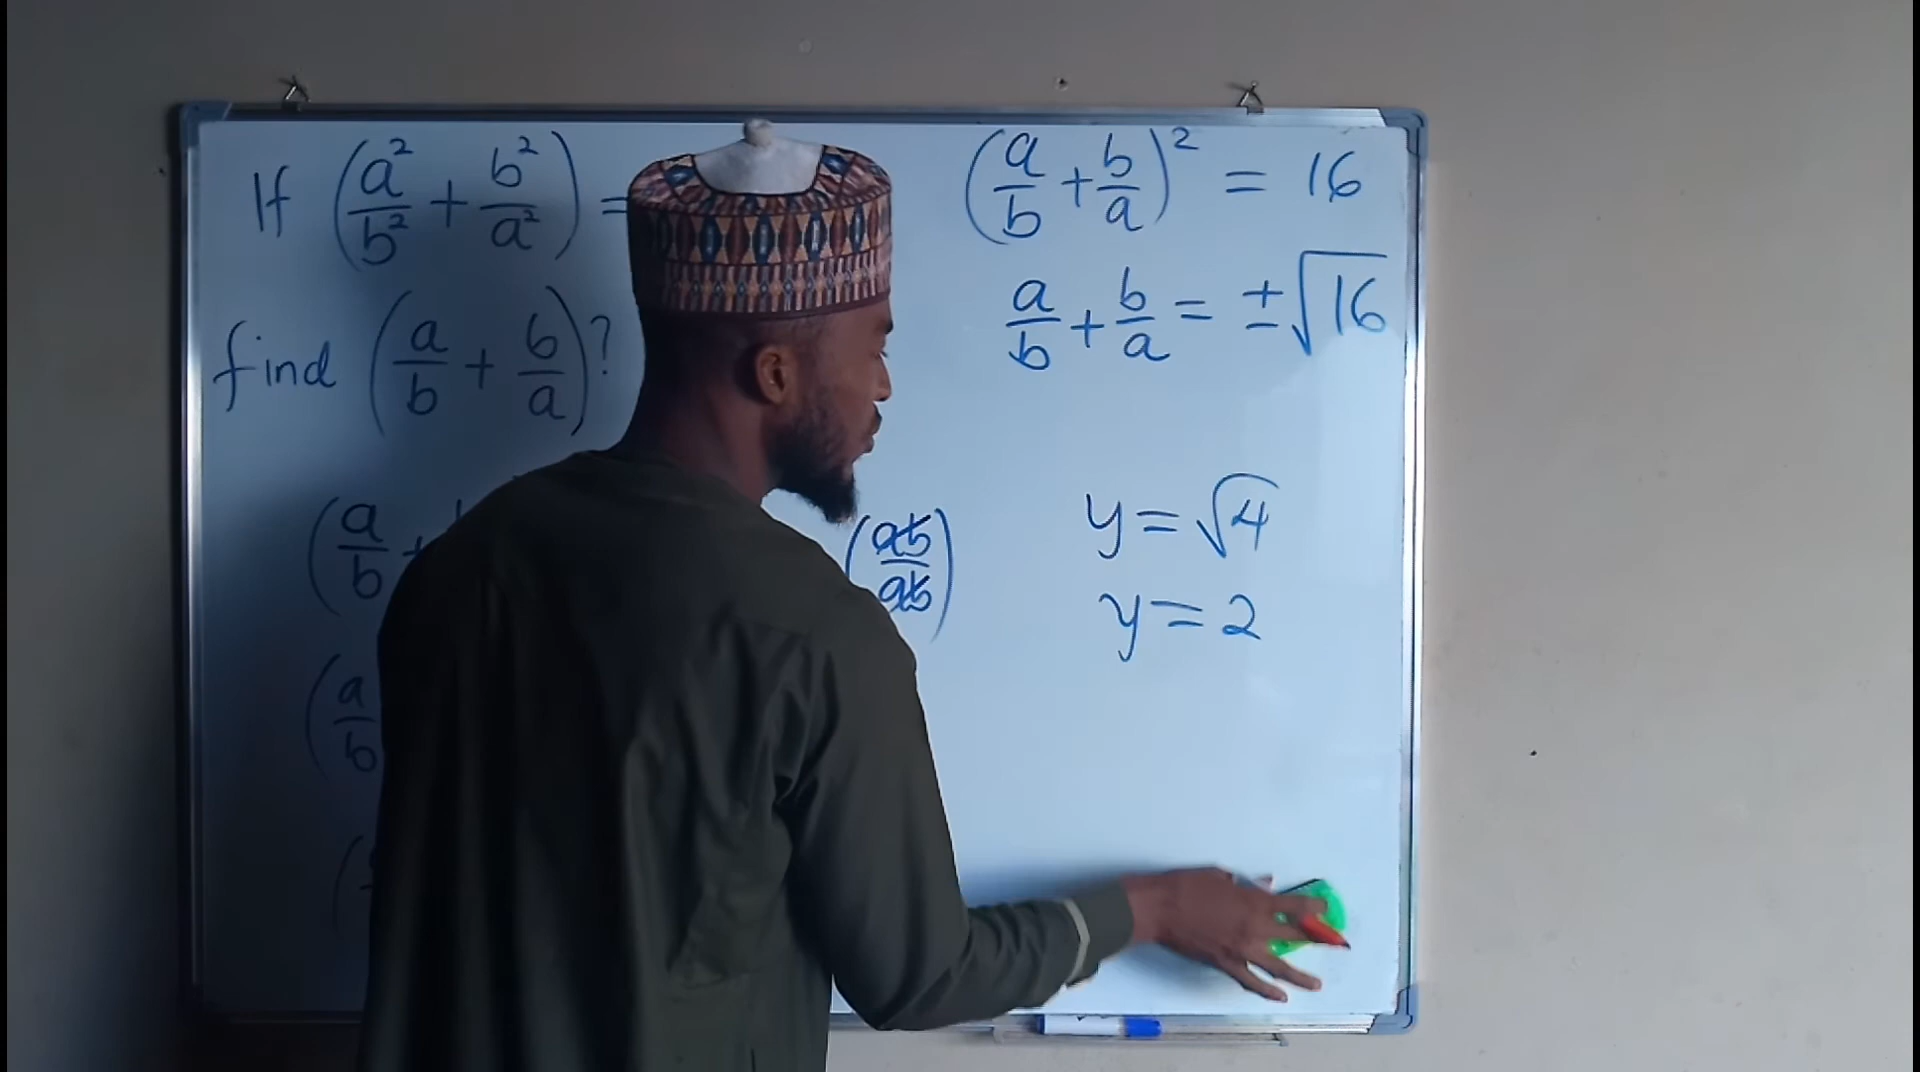 If (a²/b² + b²/a²) =
find (a/b + b/a)?
(a/b +
(ab/ab)
(a/b
(a/b + b/a)² = 16
a/b + b/a = ±√16
y = √4
y = 2